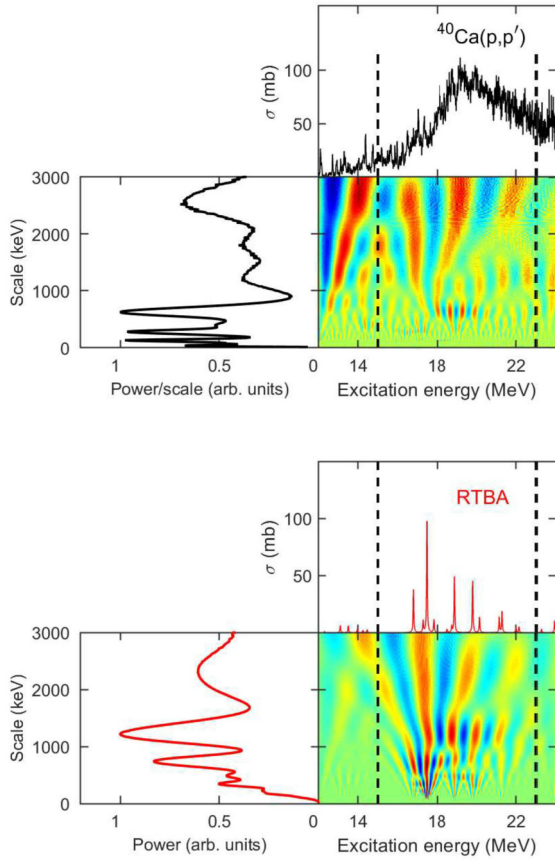 ⁴⁰Ca(p,p′)
σ (mb)
100
50
Scale (keV)
3000
2000
1000
0
1
0.5
0
14
18
22
Power/scale (arb. units)
Excitation energy (MeV)
RTBA
σ (mb)
100
50
Scale (keV)
3000
2000
1000
0
1
0.5
0
14
18
22
Power (arb. units)
Excitation energy (MeV)